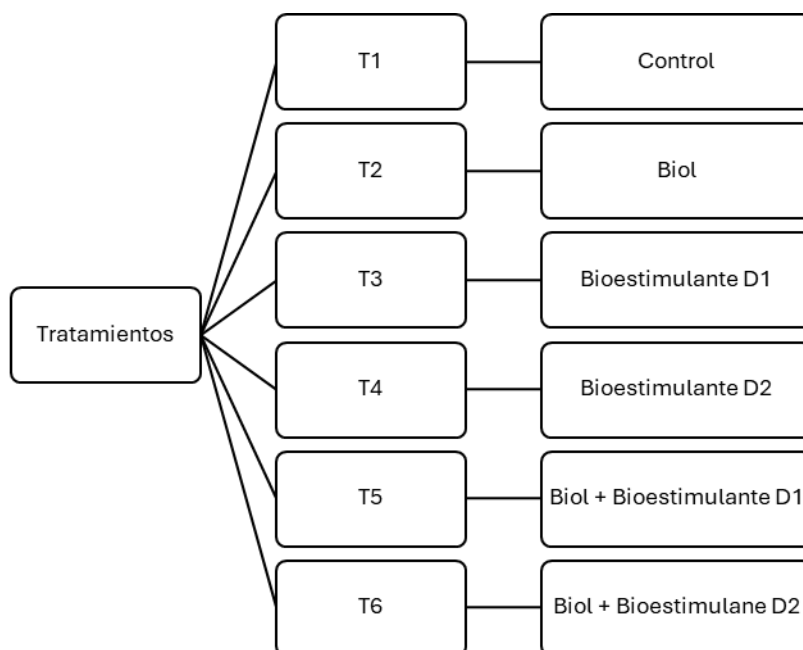 T1
Control
T2
Biol
T3
Bioestimulante D1
Tratamientos
T4
Bioestimulante D2
T5
Biol + Bioestimulante D1
T6
Biol + Bioestimulane D2